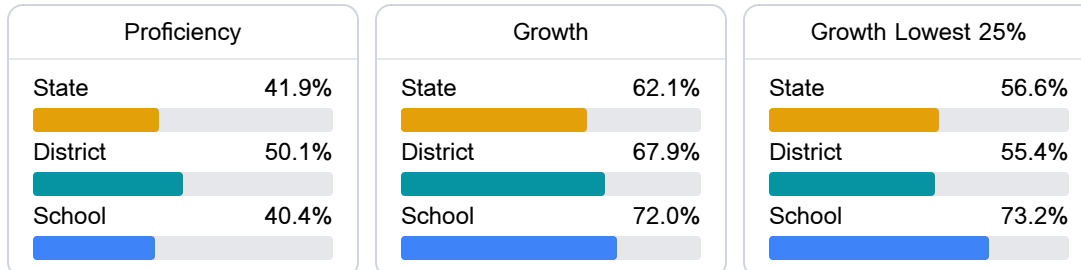 Proficiency
State 41.9%
District 50.1%
School 40.4%
Growth
State 62.1%
District 67.9%
School 72.0%
Growth Lowest 25%
State 56.6%
District 55.4%
School 73.2%